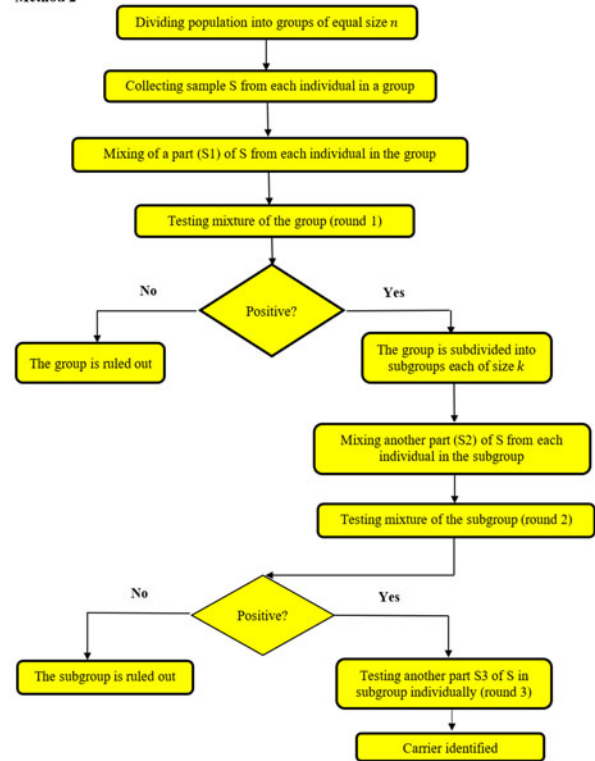 Method 2
Dividing population into groups of equal size n
Collecting sample S from each individual in a group
Mixing of a part (S1) of S from each individual in the group
Testing mixture of the group (round 1)
No
Yes
Positive?
The group is ruled out
The group is subdivided into
subgroups each of size k
Mixing another part (S2) of S from each
individual in the subgroup
Testing mixture of the subgroup (round 2)
No
Yes
Positive?
The subgroup is ruled out
Testing another part S3 of S in
subgroup individually (round 3)
Carrier identified